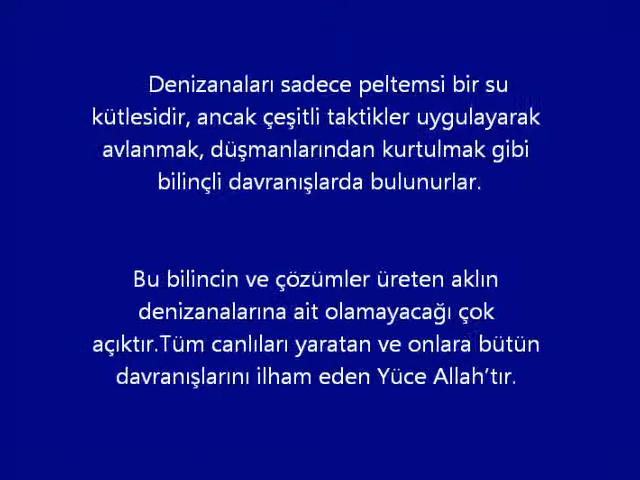 Denizanaları sadece peltemsi bir su
kütlesidir, ancak çeşitli taktikler uygulayarak
avlanmak, düşmanlarından kurtulmak gibi
bilinçli davranışlarda bulunurlar.
Bu bilincin ve çözümler üreten aklın
denizanalarına ait olamayacağı çok
açıktır.Tüm canlıları yaratan ve onlara bütün
davranışlarını ilham eden Yüce Allah’tır.